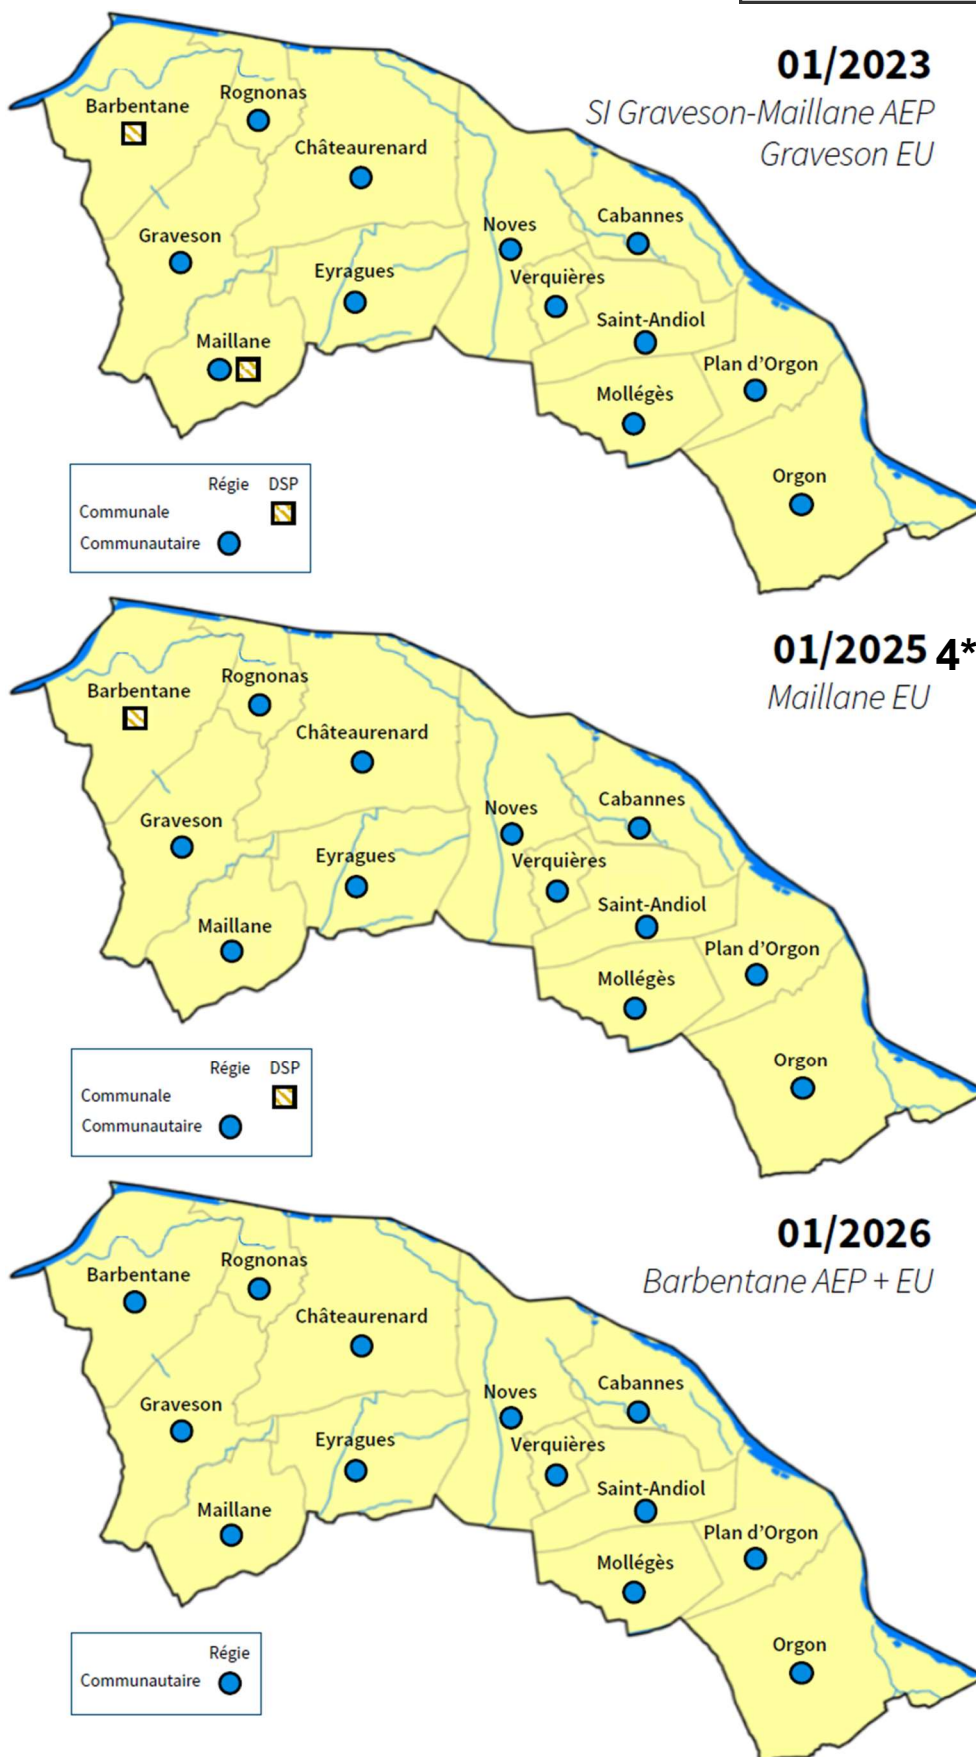 01/2023
SI Graveson-Maillane AEP
Graveson EU
Rognonas
Barbentane
Châteaurenard
Cabannes
Noves
Graveson
Eyragues
Verquières
Saint-Andiol
Maillane
Plan d'Orgon
Mollégès
Orgon
Régie DSP
Communale
Communautaire
01/2025 4*
Maillane EU
Rognonas
Barbentane
Châteaurenard
Cabannes
Noves
Graveson
Eyragues
Verquières
Saint-Andiol
Maillane
Plan d'Orgon
Mollégès
Orgon
Régie DSP
Communale
Communautaire
01/2026
Barbentane AEP + EU
Rognonas
Barbentane
Châteaurenard
Cabannes
Noves
Graveson
Eyragues
Verquières
Saint-Andiol
Maillane
Plan d'Orgon
Mollégès
Orgon
Régie
Communautaire